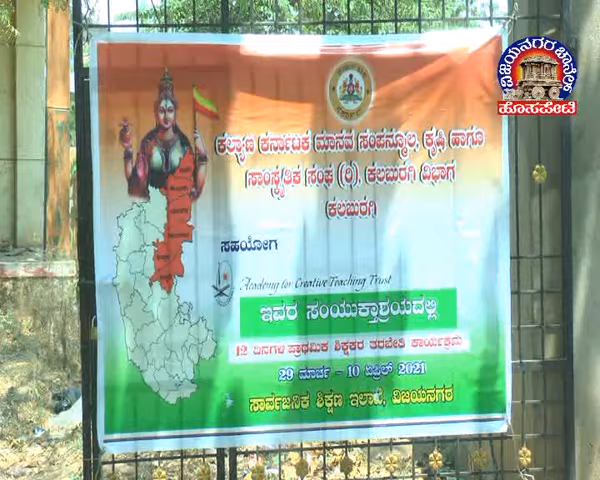 ವಿಜಯನಗರ ಚಾನೆಲ್
ಹೊಸಪೇಟೆ
ಕಲ್ಯಾಣ ಕರ್ನಾಟಕ ಮಾನವ ಸಂಪನ್ಮೂಲ, ಕೃಷಿ ಹಾಗೂ
ಸಾಂಸ್ಕೃತಿಕ ಸಂಘ (ರಿ), ಕಲಬುರಗಿ ವಿಭಾಗ
ಕಲಬುರಗಿ
ಸಹಯೋಗ
Academy for Creative Teaching Trust
ಇವರ ಸಂಯುಕ್ತಾಶ್ರಯದಲ್ಲಿ
12 ದಿನಗಳ ಪ್ರಾಥಮಿಕ ಶಿಕ್ಷಕರ ತರಬೇತಿ ಕಾರ್ಯಕ್ರಮ
29 ಮಾರ್ಚ್ - 10 ಏಪ್ರಿಲ್ 2021
ಸಾರ್ವಜನಿಕ ಶಿಕ್ಷಣ ಇಲಾಖೆ, ವಿಜಯನಗರ